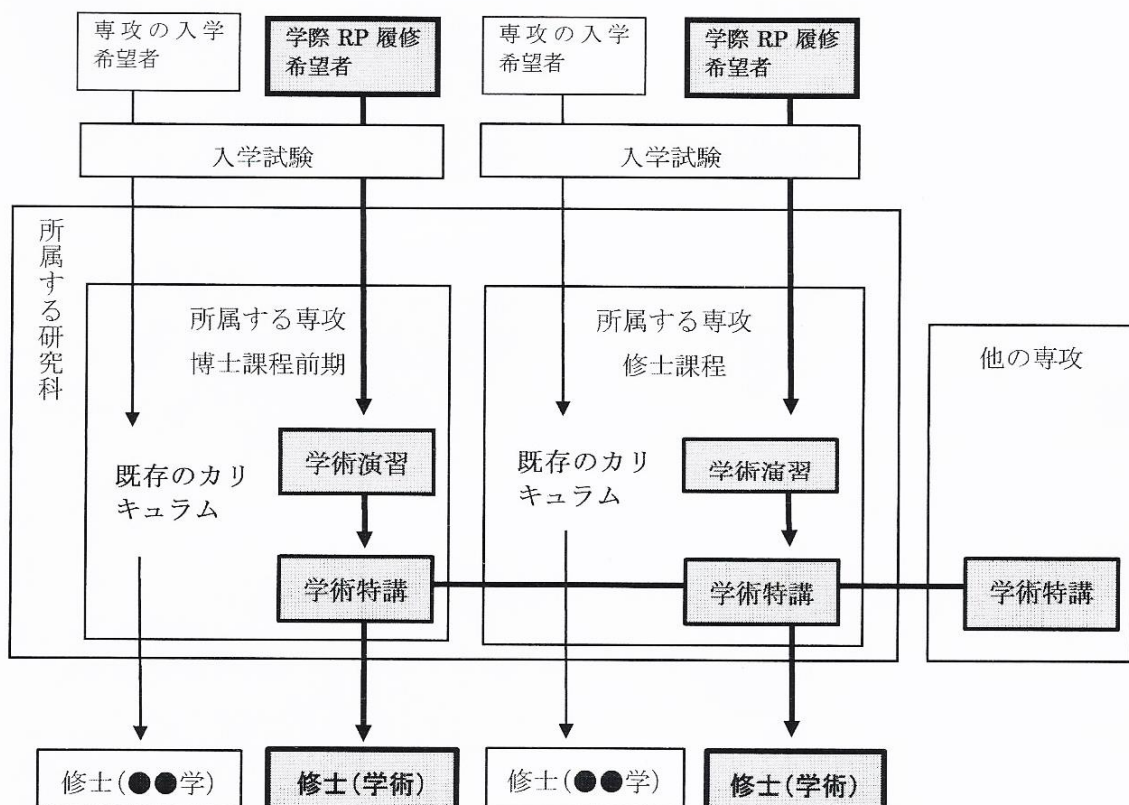 専攻の入学
希望者
学際 RP 履修
希望者
専攻の入学
希望者
学際 RP 履修
希望者
入学試験
入学試験
所属する研究科
所属する専攻
博士課程前期
所属する専攻
修士課程
他の専攻
既存のカリ
キュラム
学術演習
既存のカリ
キュラム
学術演習
学術特講
学術特講
学術特講
修士(●●学)
修士(学術)
修士(●●学)
修士(学術)